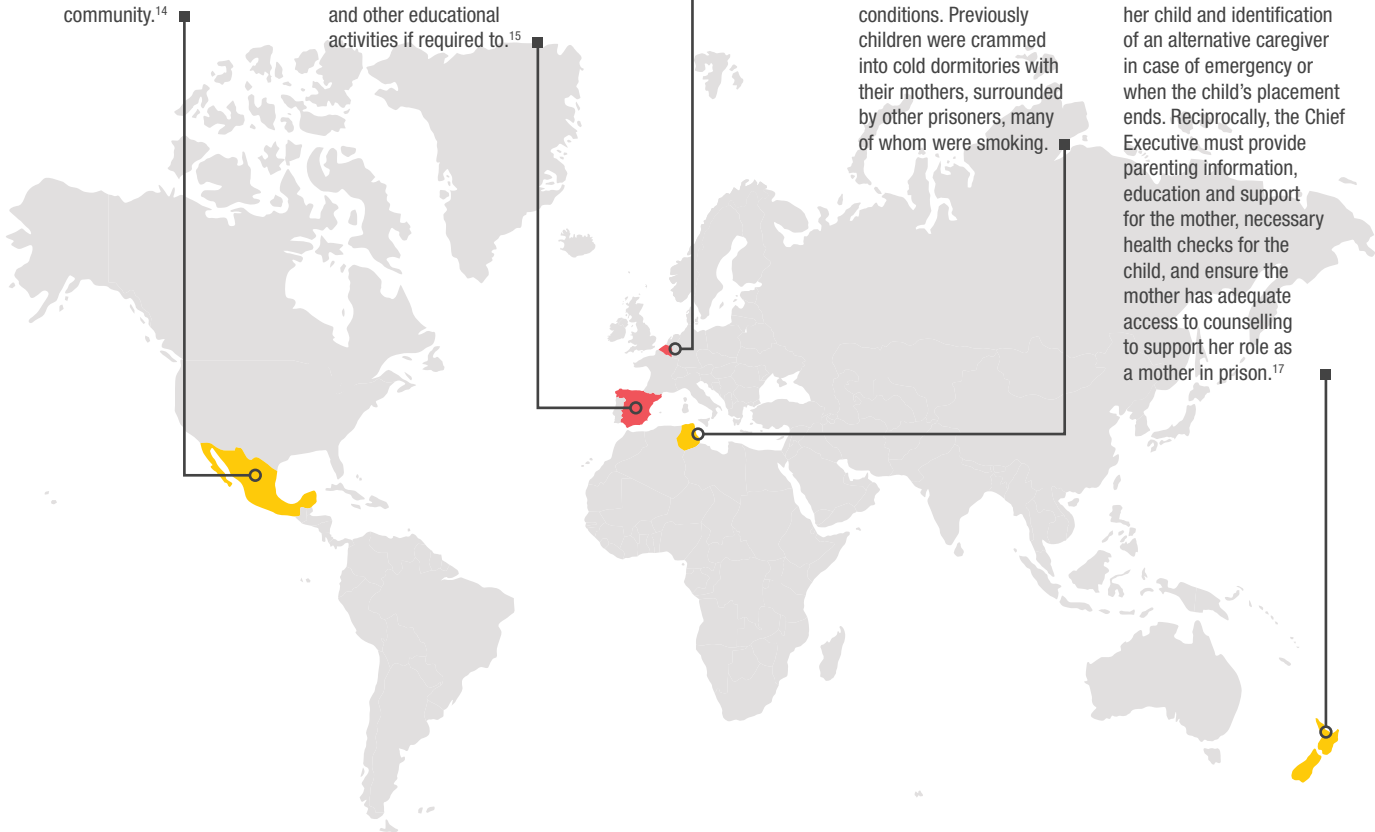 community.14
and other educational
activities if required to.15
conditions. Previously
children were crammed
into cold dormitories with
their mothers, surrounded
by other prisoners, many
of whom were smoking.
her child and identification
of an alternative caregiver
in case of emergency or
when the child’s placement
ends. Reciprocally, the Chief
Executive must provide
parenting information,
education and support
for the mother, necessary
health checks for the
child, and ensure the
mother has adequate
access to counselling
to support her role as
a mother in prison.17